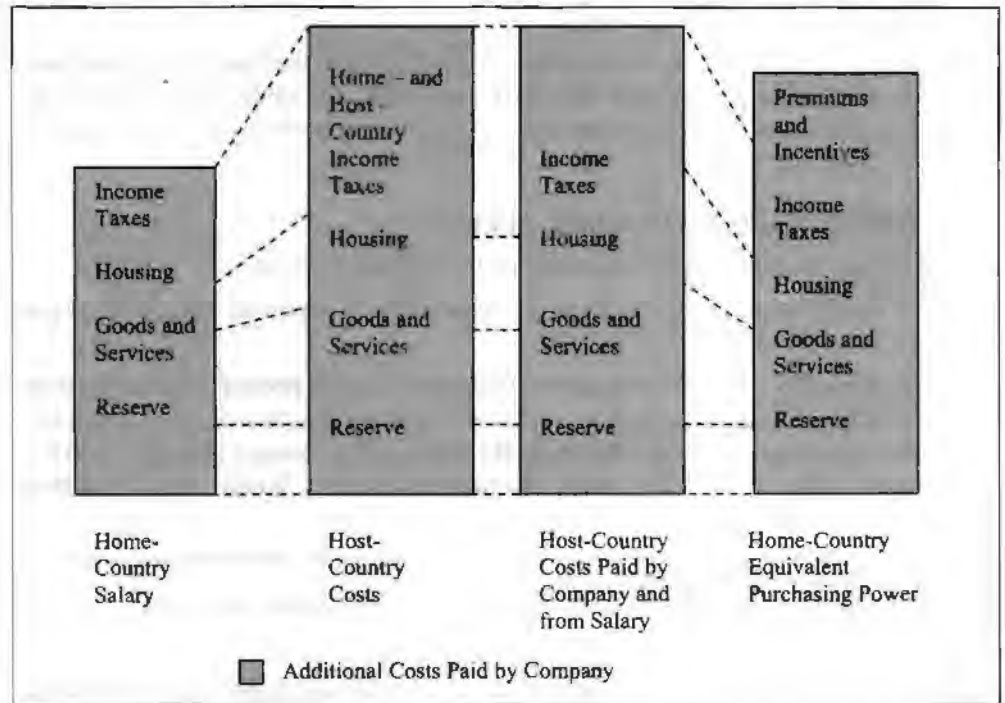 Income
Taxes
Housing
Goods and
Services
Reserve
Home - and
Host -
Country
Income
Taxes
Housing
Goods and
Services
Reserve
Income
Taxes
Housing
Goods and
Services
Reserve
Premiums
and
Incentives
Income
Taxes
Housing
Goods and
Services
Reserve
Home-
Country
Salary
Host-
Country
Costs
Host-Country
Costs Paid by
Company and
from Salary
Home-Country
Equivalent
Purchasing Power
Additional Costs Paid by Company